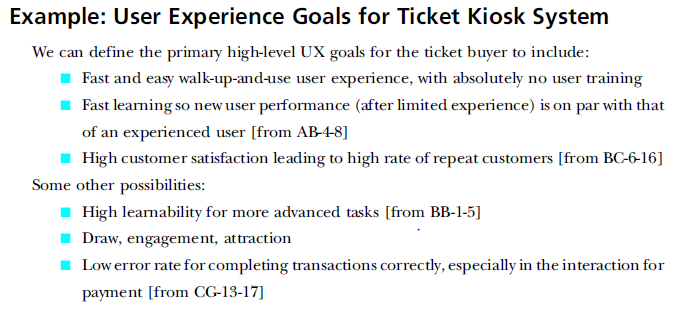 Example: User Experience Goals for Ticket Kiosk System
We can define the primary high-level UX goals for the ticket buyer to include:
Fast and easy walk-up-and-use user experience, with absolutely no user training
Fast learning so new user performance (after limited experience) is on par with that
of an experienced user [from AB-4-8]
High customer satisfaction leading to high rate of repeat customers [from BC-6-16]
Some other possibilities:
High learnability for more advanced tasks [from BB-1-5]
Draw, engagement, attraction
Low error rate for completing transactions correctly, especially in the interaction for
payment [from CG-13-17]